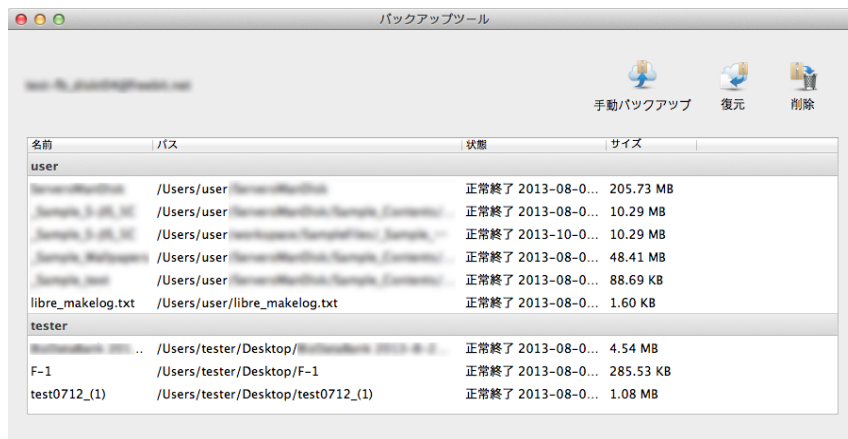 バックアップツール
手動バックアップ 復元 削除
名前 パス 状態 サイズ
user
/Users/user 正常終了 2013-08-0... 205.73 MB
/Users/user 正常終了 2013-08-0... 10.29 MB
/Users/user 正常終了 2013-10-0... 10.29 MB
/Users/user 正常終了 2013-08-0... 48.41 MB
/Users/user 正常終了 2013-08-0... 88.69 KB
libre_makelog.txt /Users/user/libre_makelog.txt 正常終了 2013-08-0... 1.60 KB
tester
.. /Users/tester/Desktop/ 正常終了 2013-08-0... 4.54 MB
F-1 /Users/tester/Desktop/F-1 正常終了 2013-08-0... 285.53 KB
test0712_(1) /Users/tester/Desktop/test0712_(1) 正常終了 2013-08-0... 1.08 MB